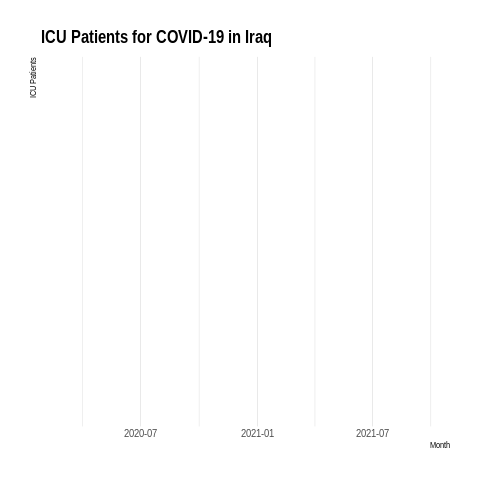 ICU Patients for COVID-19 in Iraq
ICU Patients
2020-07 2021-01 2021-07
Month